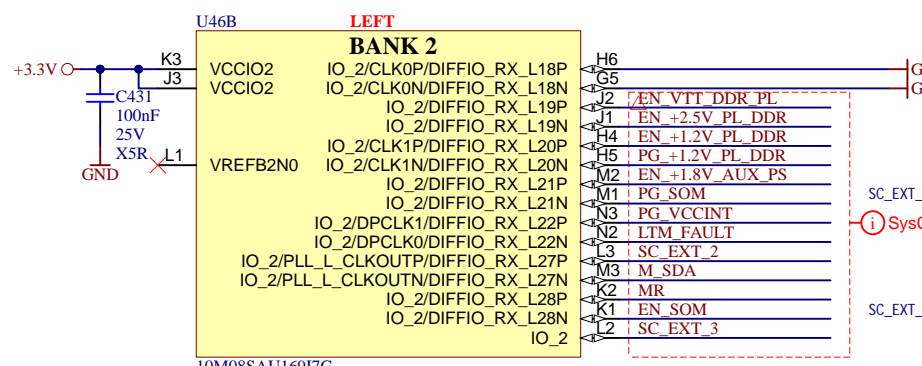 U46B LEFT
BANK 2
+3.3V K3 VCCIO2 IO_2/CLK0P/DIFFIO_RX_L18P H6
J3 VCCIO2 IO_2/CLK0N/DIFFIO_RX_L18N G5
C431 IO_2/DIFFIO_RX_L19P J2 EN_VTT_DDR_PL
100nF IO_2/DIFFIO_RX_L19N J1 EN_+2.5V_PL_DDR
25V IO_2/CLK1P/DIFFIO_RX_L20P H4 EN_+1.2V_PL_DDR
X5R L1 VREFB2N0 IO_2/CLK1N/DIFFIO_RX_L20N H5 PG_+1.2V_PL_DDR
GND IO_2/DIFFIO_RX_L21P M2 EN_+1.8V_AUX_PS
IO_2/DIFFIO_RX_L21N M1 PG_SOM SC_EXT_
IO_2/DPCLK1/DIFFIO_RX_L22P N3 PG_VCCINT
IO_2/DPCLK0/DIFFIO_RX_L22N N2 LTM_FAULT
IO_2/PLL_L_CLKOUTP/DIFFIO_RX_L27P L3 SC_EXT_2
IO_2/PLL_L_CLKOUTN/DIFFIO_RX_L27N M3 M_SDA
IO_2/DIFFIO_RX_L28P K2 MR
IO_2/DIFFIO_RX_L28N K1 EN_SOM SC_EXT_
IO_2 L2 SC_EXT_3
10M08SAU169I7G